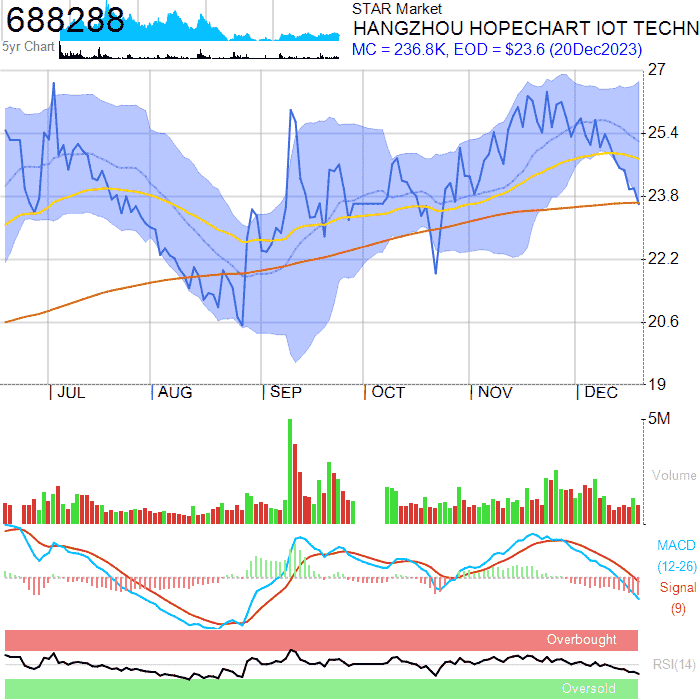 688288
5yr Chart
STAR Market
HANGZHOU HOPECHART IOT TECHN
MC = 236.8K, EOD = $23.6 (20Dec2023)
27
25.4
23.8
22.2
20.6
19
JUL
AUG
SEP
OCT
NOV
DEC
5M
Volume
MACD
(12-26)
Signal
(9)
Overbought
RSI(14)
Oversold